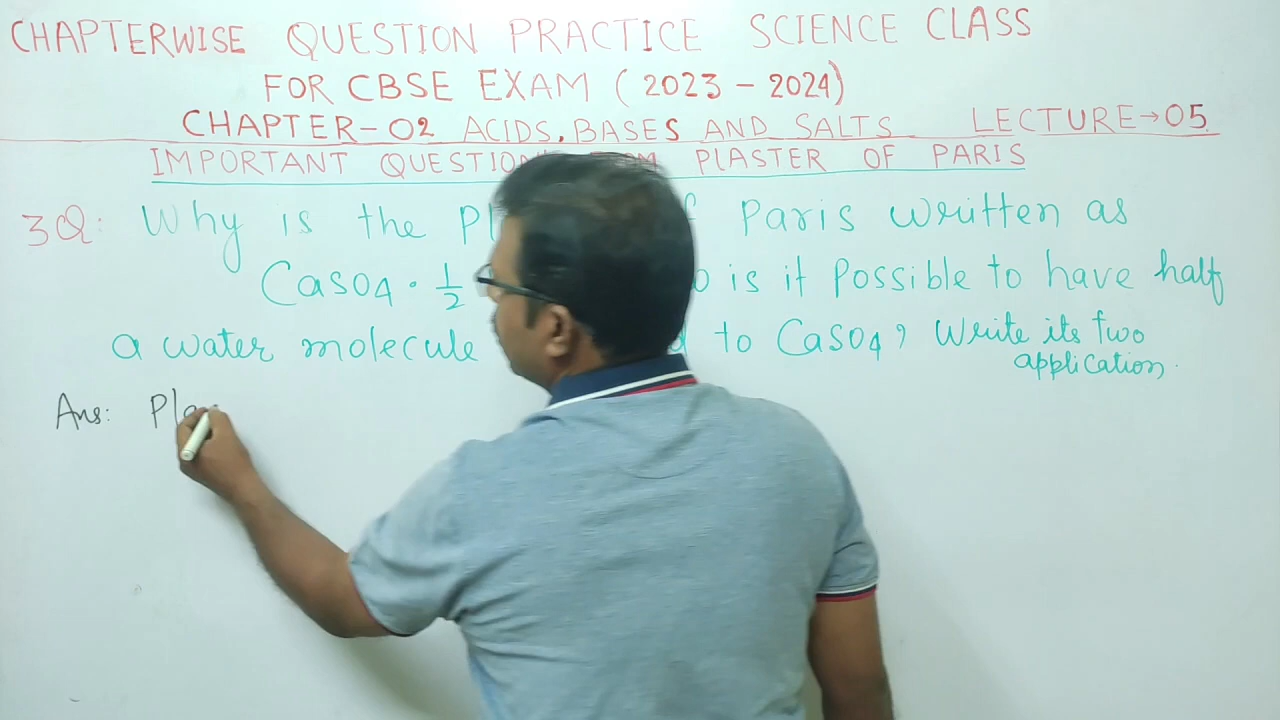 CHAPTERWISE QUESTION PRACTICE SCIENCE CLASS
FOR CBSE EXAM (2023-2024)
CHAPTER-02 ACIDS, BASES AND SALTS LECTURE→05
IMPORTANT QUESTION PLASTER OF PARIS
3Q: Why is the Paris written as
CaSO4 · 1/2 is it possible to have half
a water molecule to CaSO4? Write its two
application.
Ans: